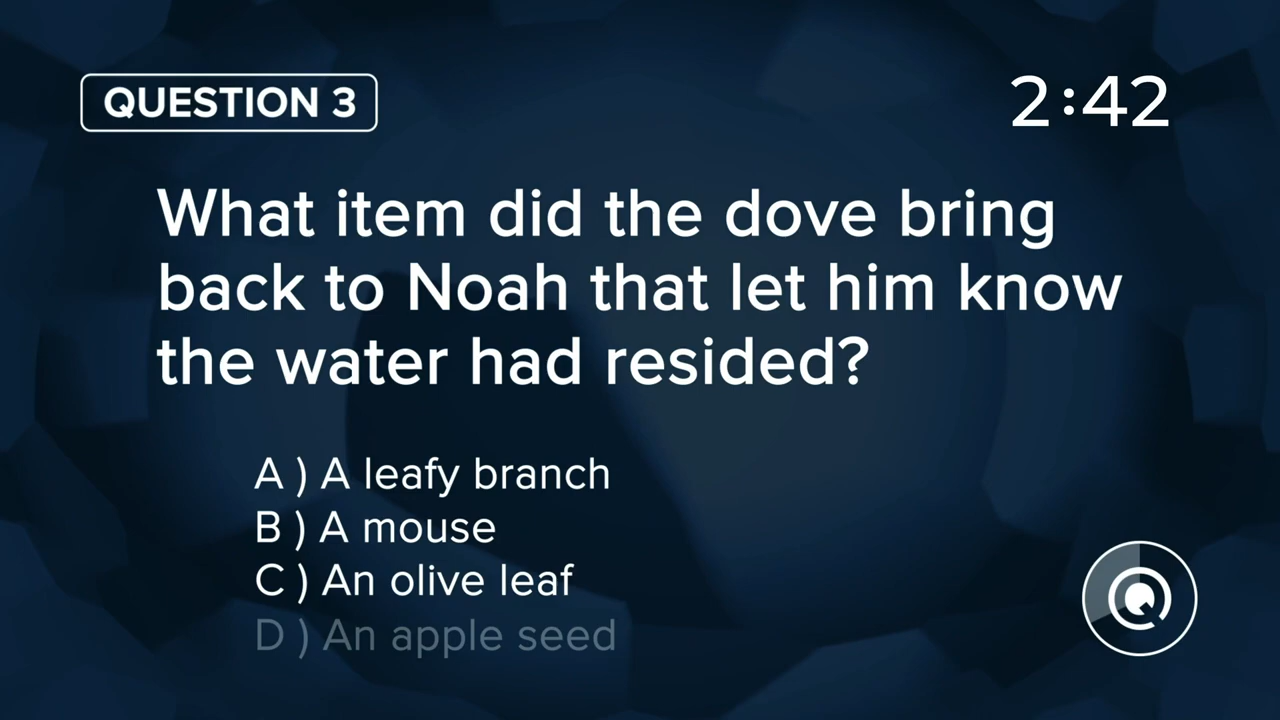 QUESTION 3
2:42
What item did the dove bring
back to Noah that let him know
the water had resided?
A ) A leafy branch
B ) A mouse
C ) An olive leaf
D ) An apple seed
Q